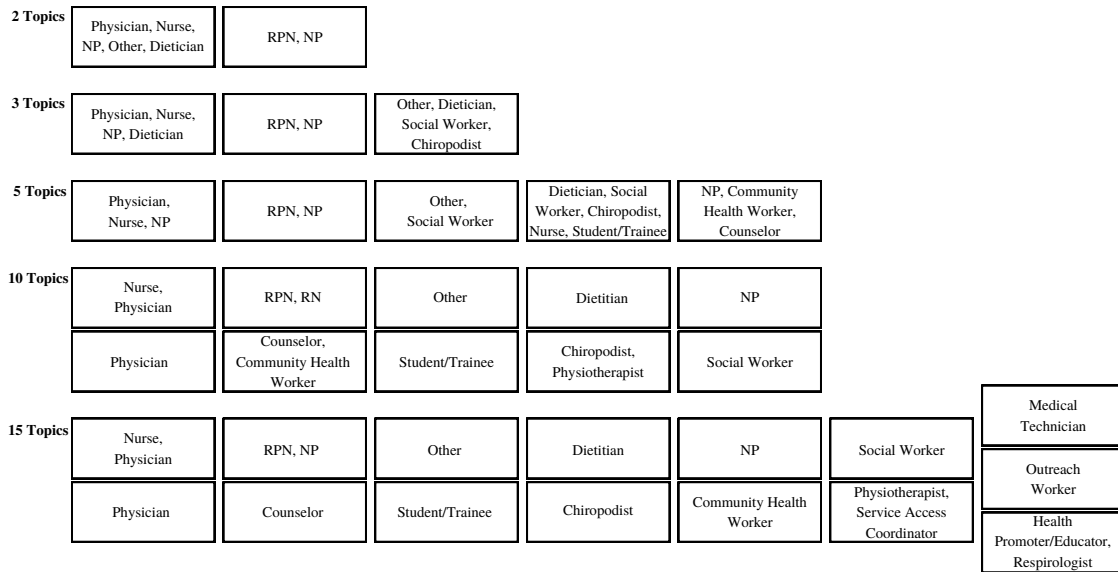 2 Topics
Physician, Nurse,
NP, Other, Dietician
RPN, NP
3 Topics
Physician, Nurse,
NP, Dietician
RPN, NP
Other, Dietician,
Social Worker,
Chiropodist
5 Topics
Physician,
Nurse, NP
RPN, NP
Other,
Social Worker
Dietician, Social
Worker, Chiropodist,
Nurse, Student/Trainee
NP, Community
Health Worker,
Counselor
10 Topics
Nurse,
Physician
RPN, RN
Other
Dietitian
NP
Physician
Counselor,
Community Health
Worker
Student/Trainee
Chiropodist,
Physiotherapist
Social Worker
15 Topics
Nurse,
Physician
RPN, NP
Other
Dietitian
NP
Social Worker
Physician
Counselor
Student/Trainee
Chiropodist
Community Health
Worker
Physiotherapist,
Service Access
Coordinator
Medical
Technician
Outreach
Worker
Health
Promoter/Educator,
Respirologist